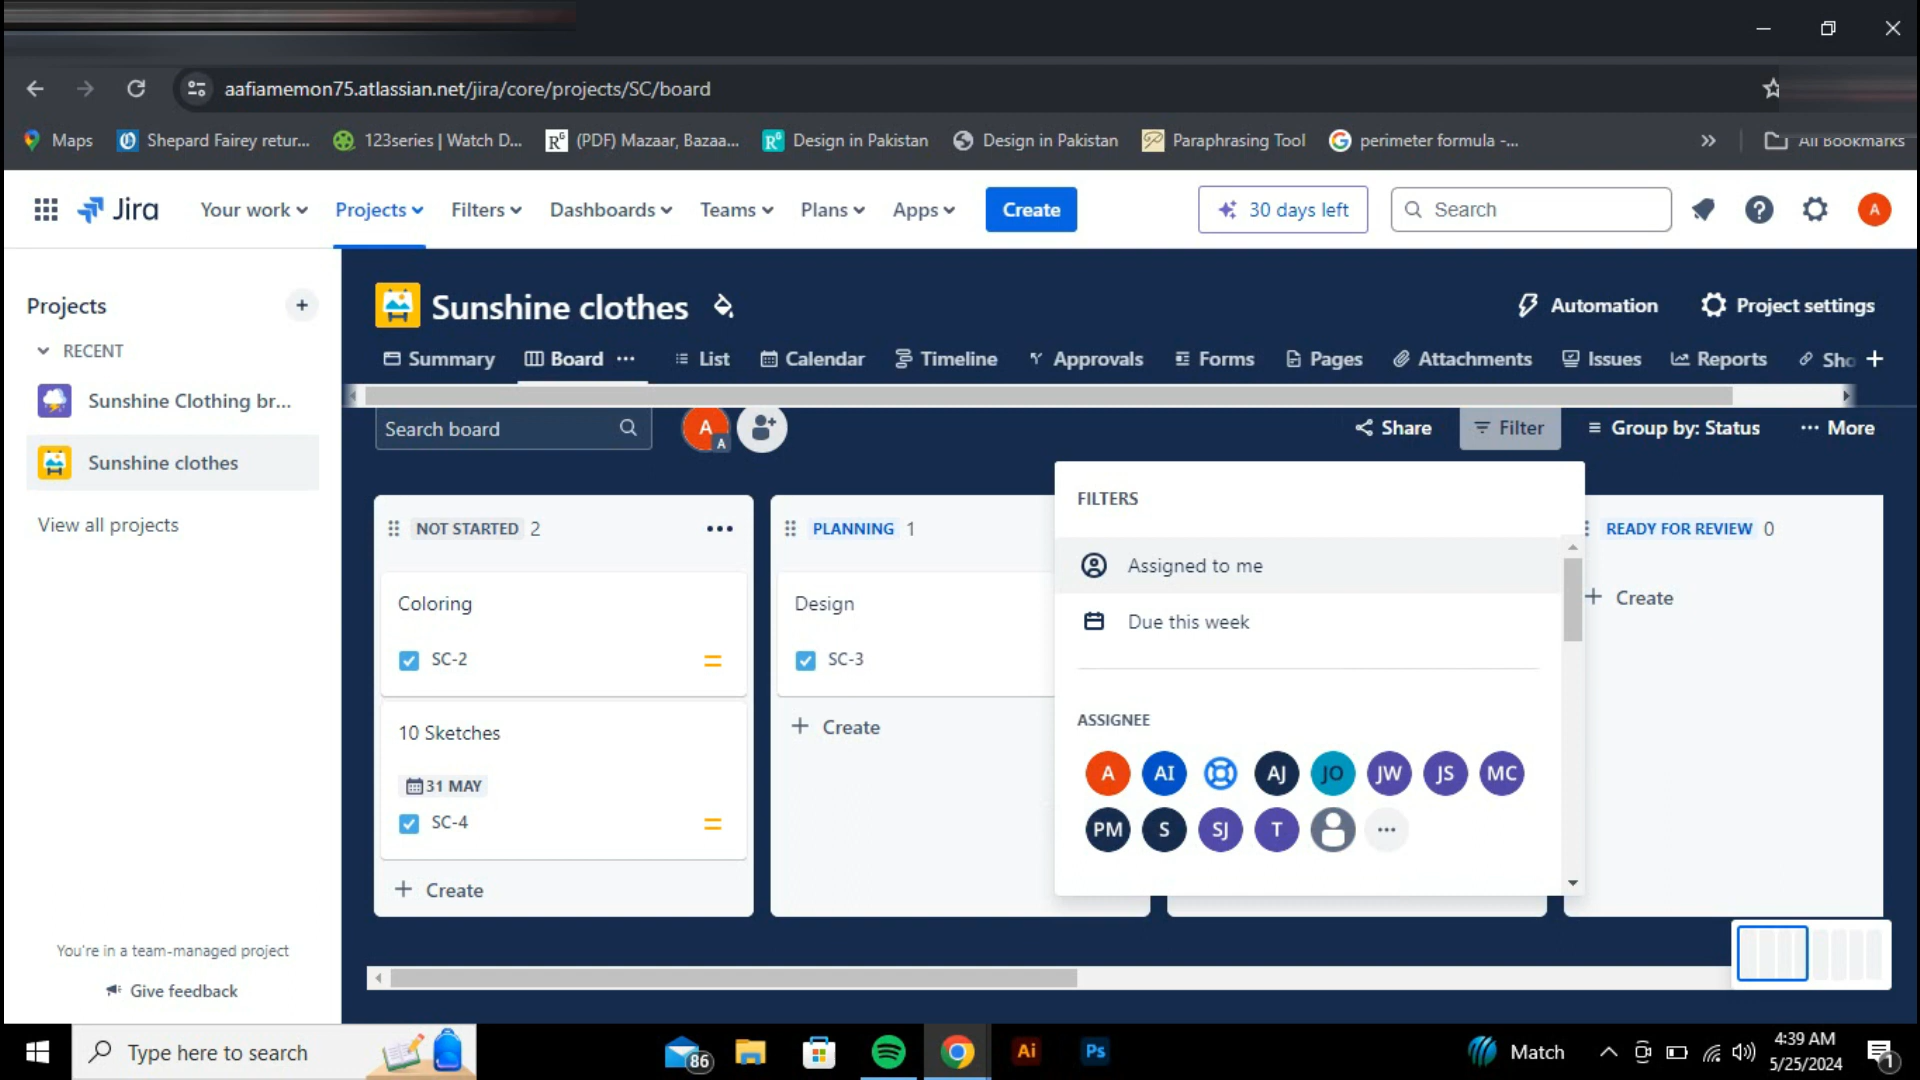 aafiamemon75.atlassian.net/jira/core/projects/SC/board
Maps
Shepard Fairey retur...
123series | Watch D...
(PDF) Mazaar, Bazaa...
Design in Pakistan
Design in Pakistan
Paraphrasing Tool
perimeter formula -...
All Bookmarks
Jira
Your work
Projects
Filters
Dashboards
Teams
Plans
Apps
Create
30 days left
Search
A
Projects
RECENT
Sunshine Clothing br...
Sunshine clothes
View all projects
You're in a team-managed project
Give feedback
Sunshine clothes
Automation
Project settings
Summary
Board
List
Calendar
Timeline
Approvals
Forms
Pages
Attachments
Issues
Reports
Sho
Search board
A
A
Share
Filter
Group by: Status
More
NOT STARTED 2
Coloring
SC-2
10 Sketches
31 MAY
SC-4
Create
PLANNING 1
Design
SC-3
Create
FILTERS
Assigned to me
Due this week
ASSIGNEE
A AI AJ JO JW JS MC
PM S SJ T
READY FOR REVIEW 0
Create
Type here to search
86
Ai
Ps
Match
4:39 AM
5/25/2024
1